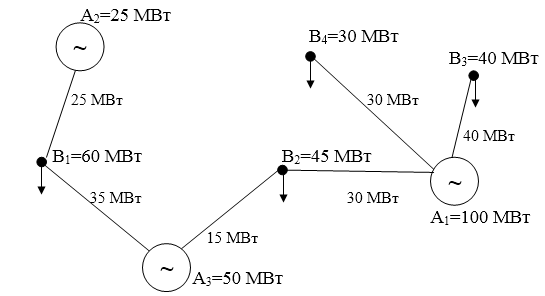 A₂=25 МВт
B₄=30 МВт
B₃=40 МВт
25 МВт
30 МВт
40 МВт
B₁=60 МВт
B₂=45 МВт
35 МВт
30 МВт
A₁=100 МВт
15 МВт
A₃=50 МВт
~
~
~